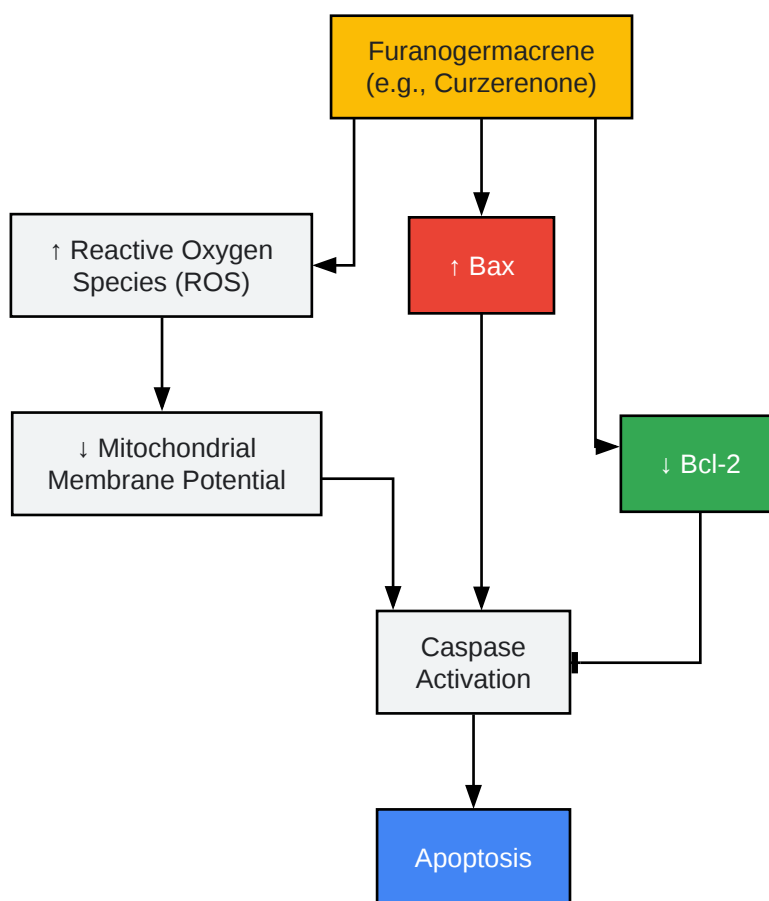 Furanogermacrene
(e.g., Curzerenone)
↑ Reactive Oxygen
Species (ROS)
↑ Bax
↓ Mitochondrial
Membrane Potential
↓ Bcl-2
Caspase
Activation
Apoptosis